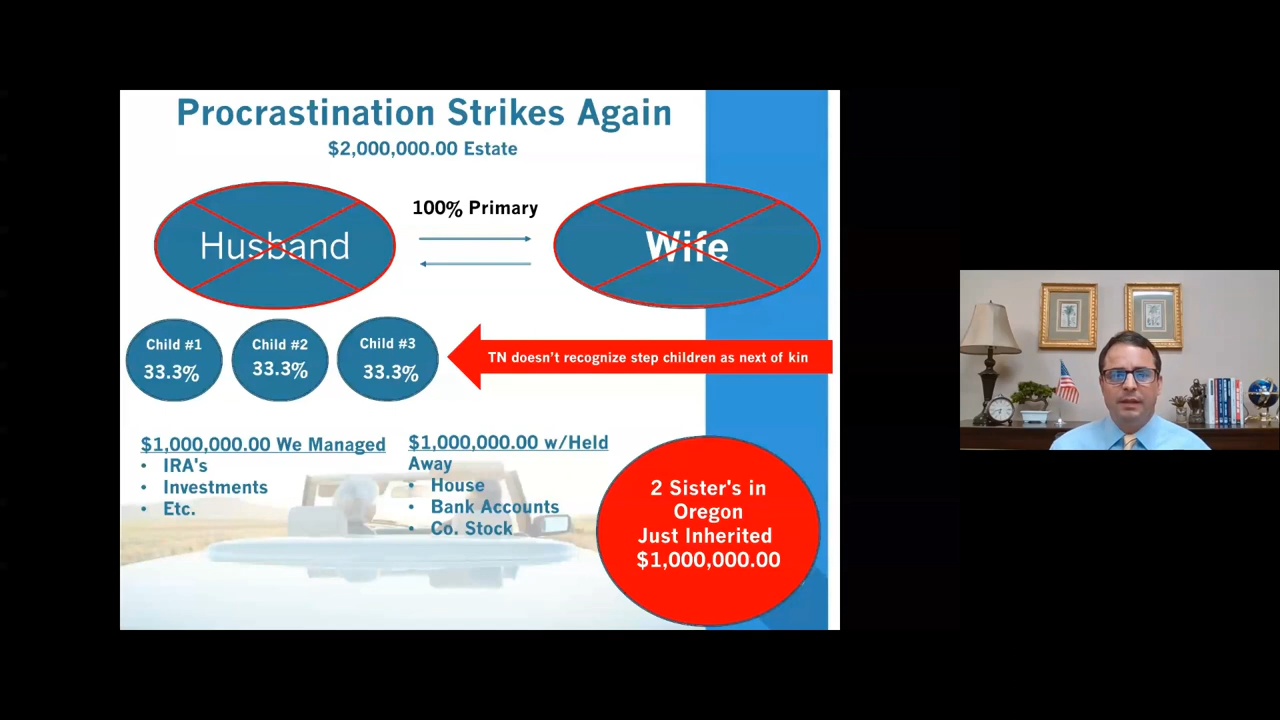 Procrastination Strikes Again
$2,000,000.00 Estate
Husband
100% Primary
Wife
Child #1
33.3%
Child #2
33.3%
Child #3
33.3%
TN doesn't recognize step children as next of kin
$1,000,000.00 We Managed
• IRA's
• Investments
• Etc.
$1,000,000.00 w/Held
Away
• House
• Bank Accounts
• Co. Stock
2 Sister's in
Oregon
Just Inherited
$1,000,000.00